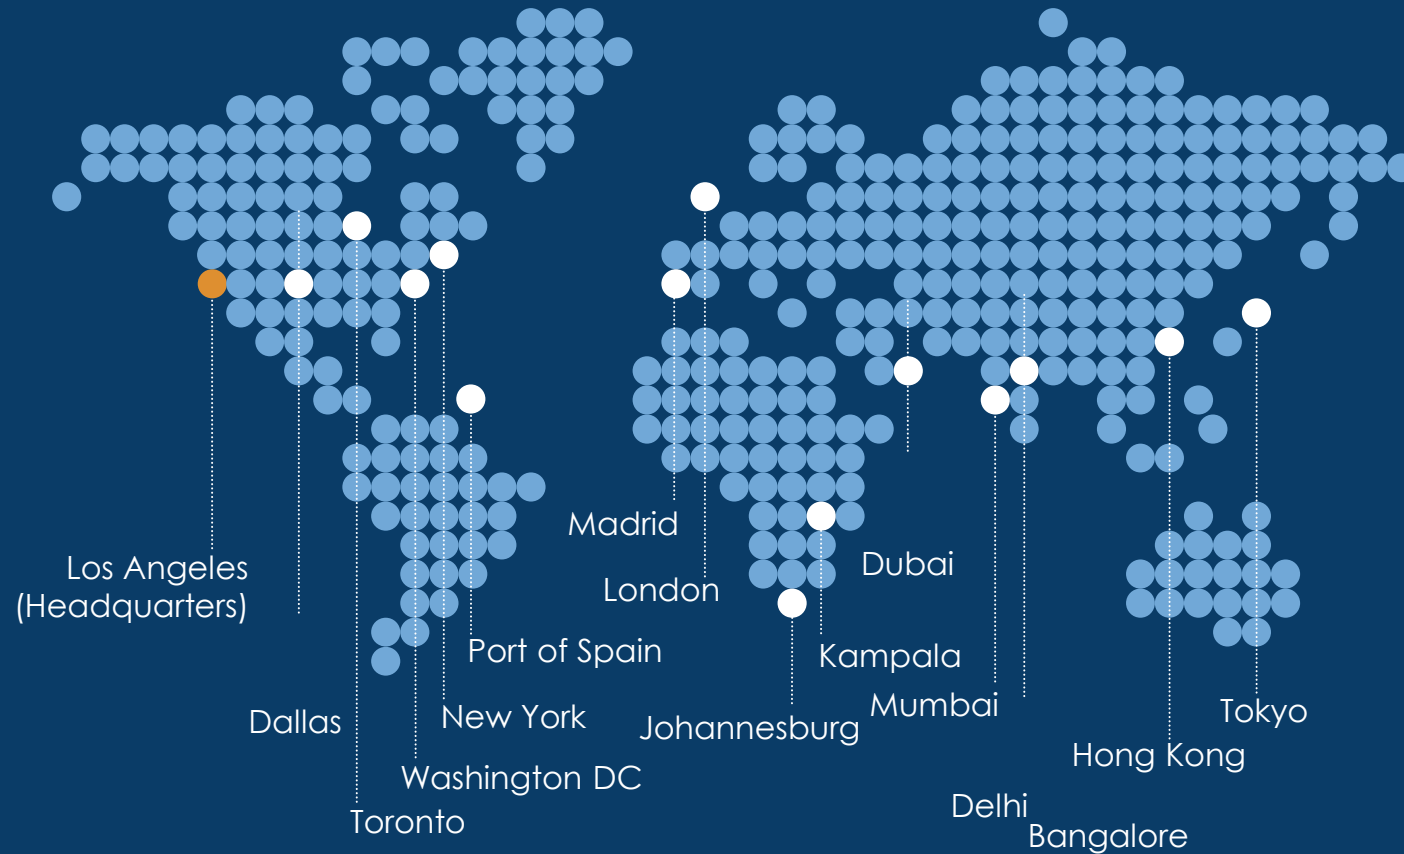 Madrid
Dubai
Los Angeles
(Headquarters)
London
Port of Spain
Kampala
Mumbai
Dallas
New York
Johannesburg
Tokyo
Hong Kong
Washington DC
Delhi
Toronto
Bangalore